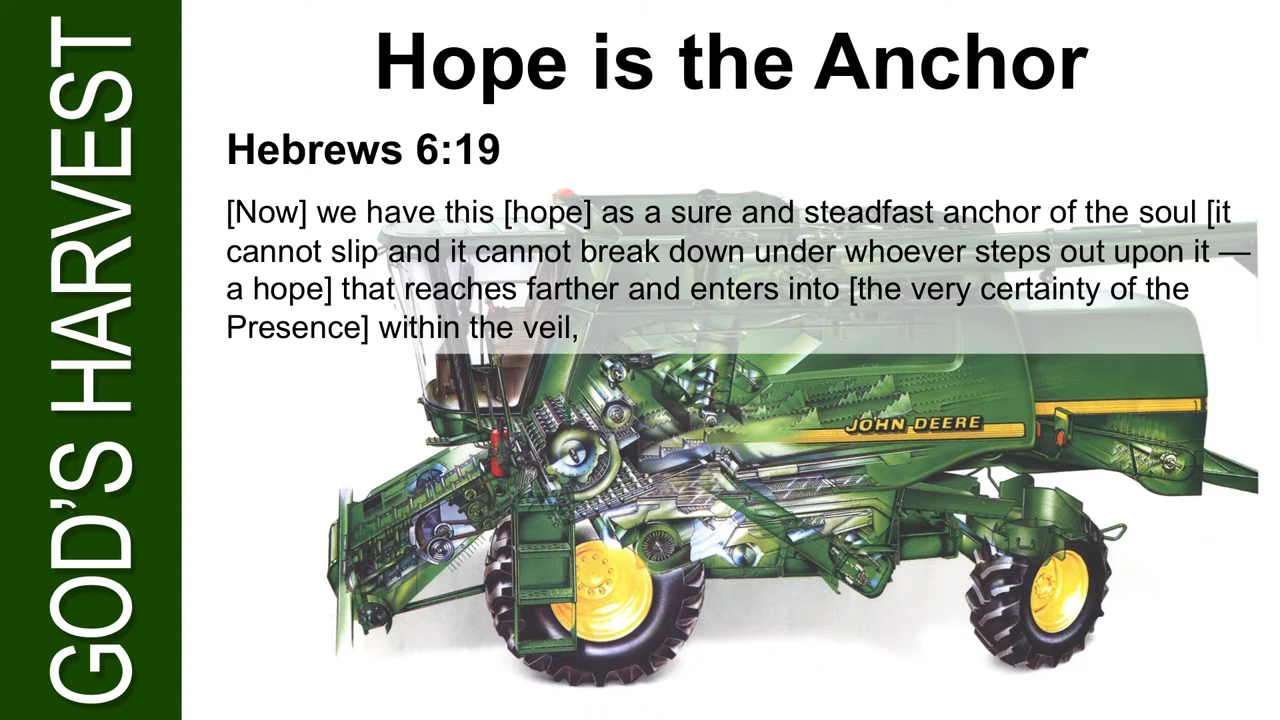 GOD'S HARVEST
Hope is the Anchor
Hebrews 6:19
[Now] we have this [hope] as a sure and steadfast anchor of the soul [it
cannot slip and it cannot break down under whoever steps out upon it —
a hope] that reaches farther and enters into [the very certainty of the
Presence] within the veil,
JOHN DEERE